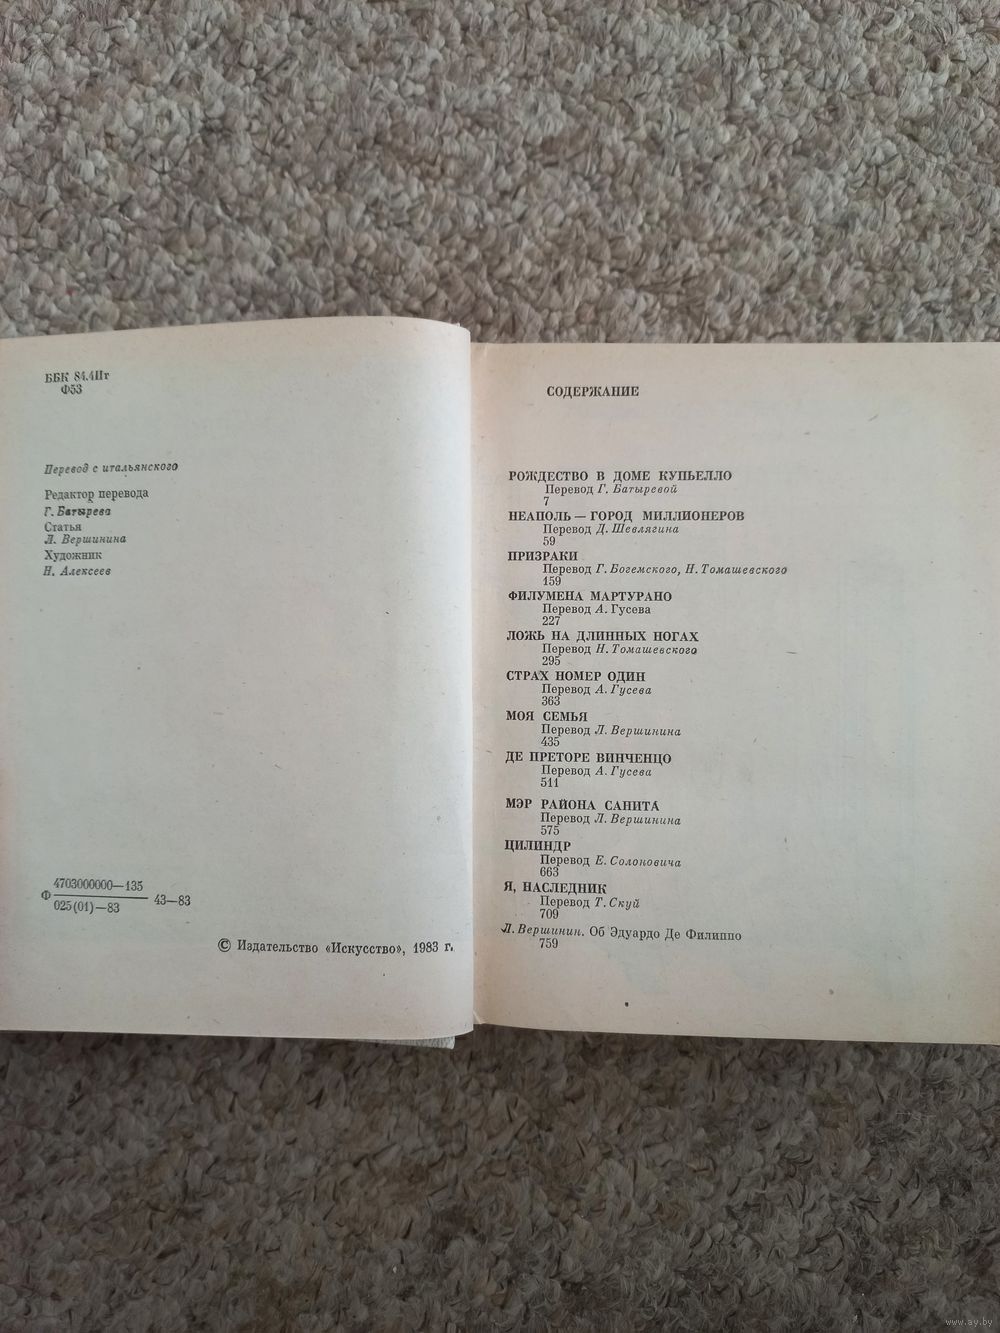 ББК 84.4Ит
Ф53
Перевод с итальянского
Редактор перевода
Г. Батырева
Статья
Л. Вершинина
Художник
Н. Алексеев
Ф 4703000000—135
025(01)—83
43—83
© Издательство «Искусство», 1983 г.
СОДЕРЖАНИЕ
РОЖДЕСТВО В ДОМЕ КУПЬЕЛЛО
Перевод Г. Батыревой
7
НЕАПОЛЬ — ГОРОД МИЛЛИОНЕРОВ
Перевод Д. Шевлягина
59
ПРИЗРАКИ
Перевод Г. Богемского, Н. Томашевского
159
ФИЛУМЕНА МАРТУРАНО
Перевод А. Гусева
227
ЛОЖЬ НА ДЛИННЫХ НОГАХ
Перевод Н. Томашевского
295
СТРАХ НОМЕР ОДИН
Перевод А. Гусева
363
МОЯ СЕМЬЯ
Перевод Л. Вершинина
435
ДЕ ПРЕТОРЕ ВИНЧЕНЦО
Перевод А. Гусева
511
МЭР РАЙОНА САНИТА
Перевод Л. Вершинина
575
ЦИЛИНДР
Перевод Е. Солоновича
663
Я, НАСЛЕДНИК
Перевод Т. Скуй
709
Л. Вершинин. Об Эдуардо Де Филиппо
759
www.ay.by